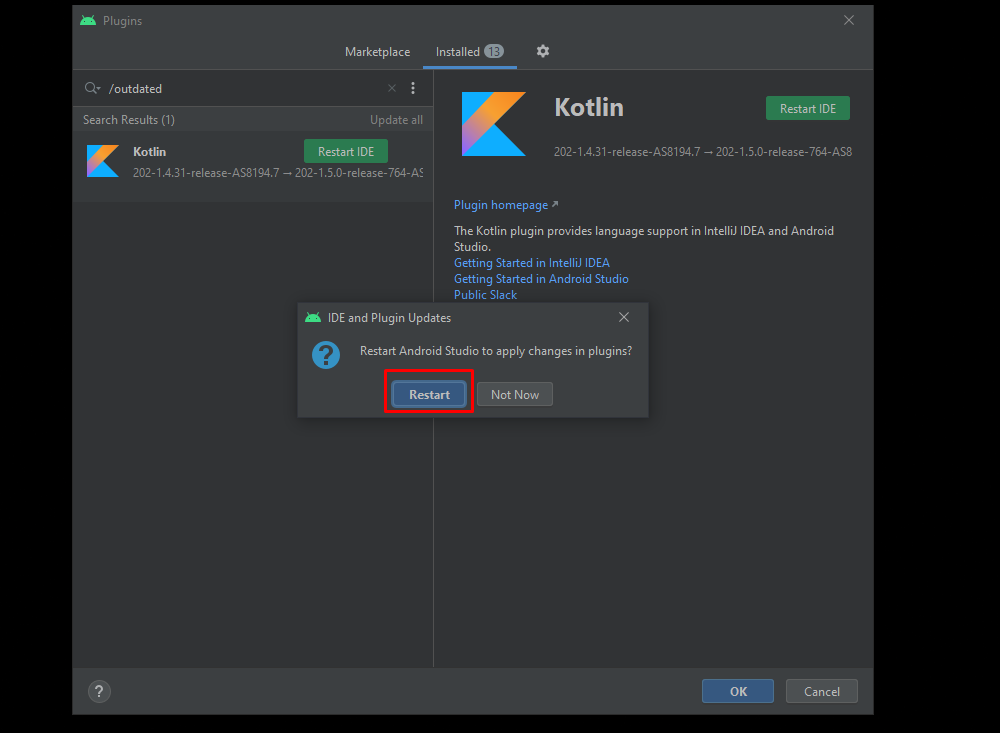 Plugins
Marketplace Installed 13
/outdated
Search Results (1) Update all
Kotlin Restart IDE
202-1.4.31-release-AS8194.7 → 202-1.5.0-release-764-AS
Kotlin Restart IDE
202-1.4.31-release-AS8194.7 → 202-1.5.0-release-764-AS8
Plugin homepage ↗
The Kotlin plugin provides language support in IntelliJ IDEA and Android
Studio.
Getting Started in IntelliJ IDEA
Getting Started in Android Studio
Public Slack
IDE and Plugin Updates
?
Restart Android Studio to apply changes in plugins?
Restart Not Now
? OK Cancel